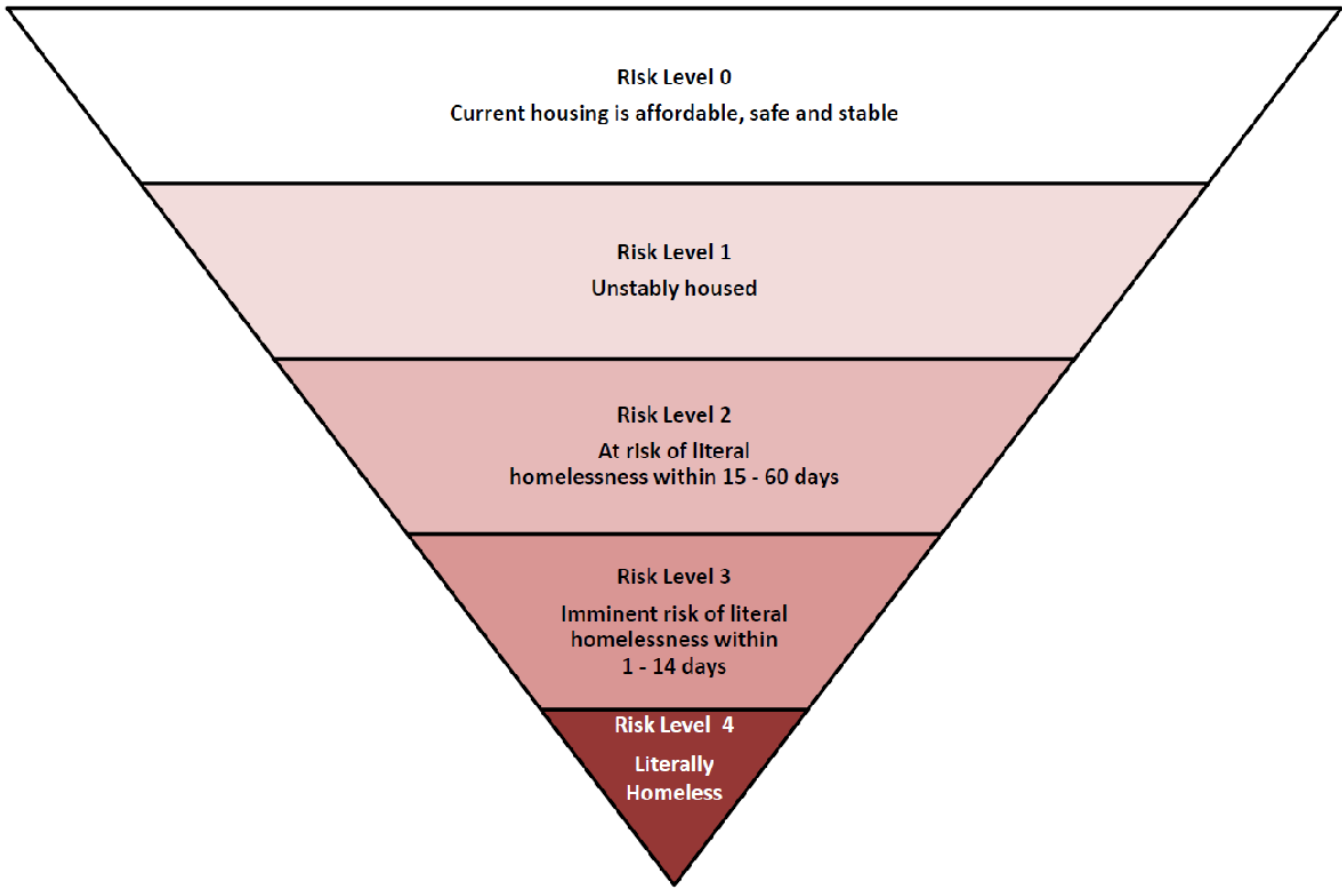 Risk Level 0
Current housing is affordable, safe and stable
Risk Level 1
Unstably housed
Risk Level 2
At risk of literal
homelessness within 15 - 60 days
Risk Level 3
Imminent risk of literal
homelessness within
1 - 14 days
Risk Level 4
Literally
Homeless